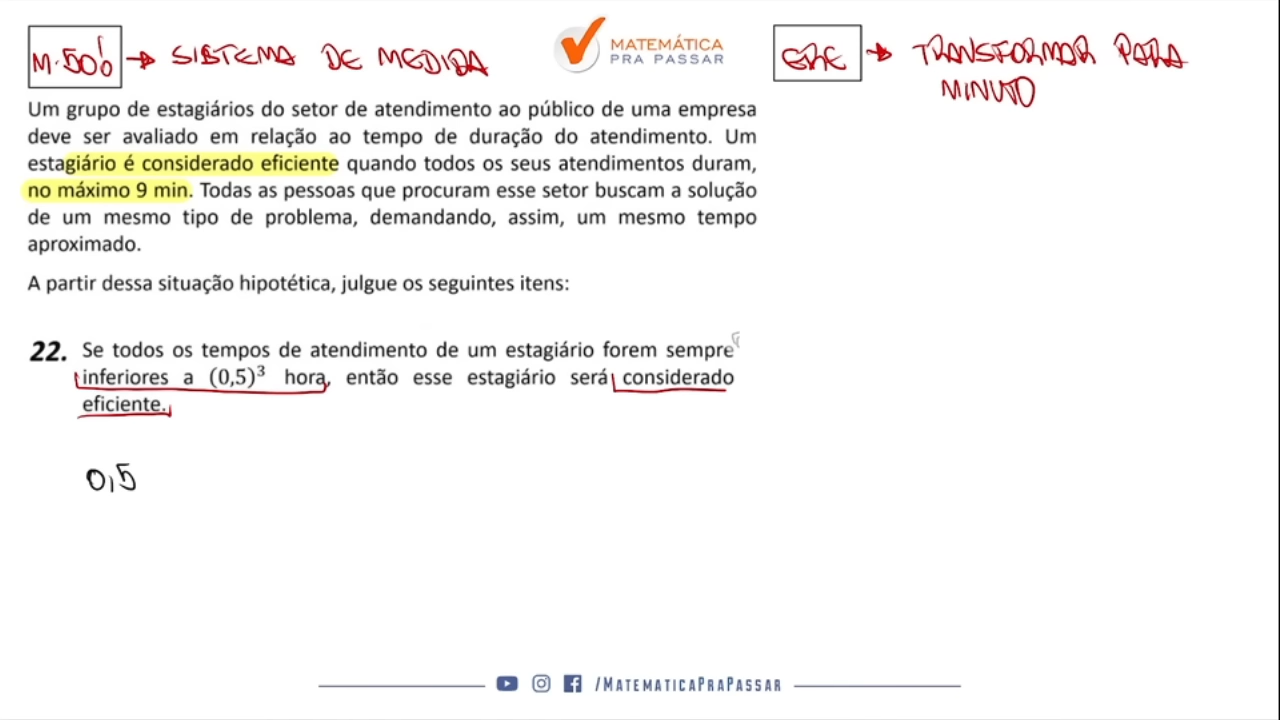 M.50! → SISTEMA DE MEDIDA
MATEMÁTICA
PRA PASSAR
→ TRANSFORMAR PARA
MINUTO
Um grupo de estagiários do setor de atendimento ao público de uma empresa
deve ser avaliado em relação ao tempo de duração do atendimento. Um
estagiário é considerado eficiente quando todos os seus atendimentos duram,
no máximo 9 min. Todas as pessoas que procuram esse setor buscam a solução
de um mesmo tipo de problema, demandando, assim, um mesmo tempo
aproximado.
A partir dessa situação hipotética, julgue os seguintes itens:
22. Se todos os tempos de atendimento de um estagiário forem sempre
inferiores a (0,5)³ hora, então esse estagiário será considerado
eficiente.
0,5
/MATEMATICAPRAPASSAR